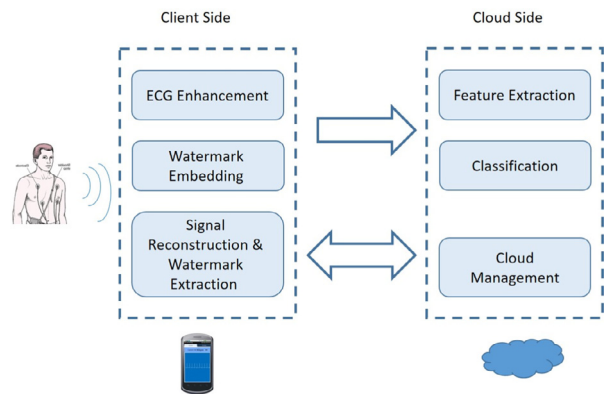 Client Side
Cloud Side
ECG Enhancement
Watermark
Embedding
Signal
Reconstruction &
Watermark
Extraction
Feature Extraction
Classification
Cloud
Management